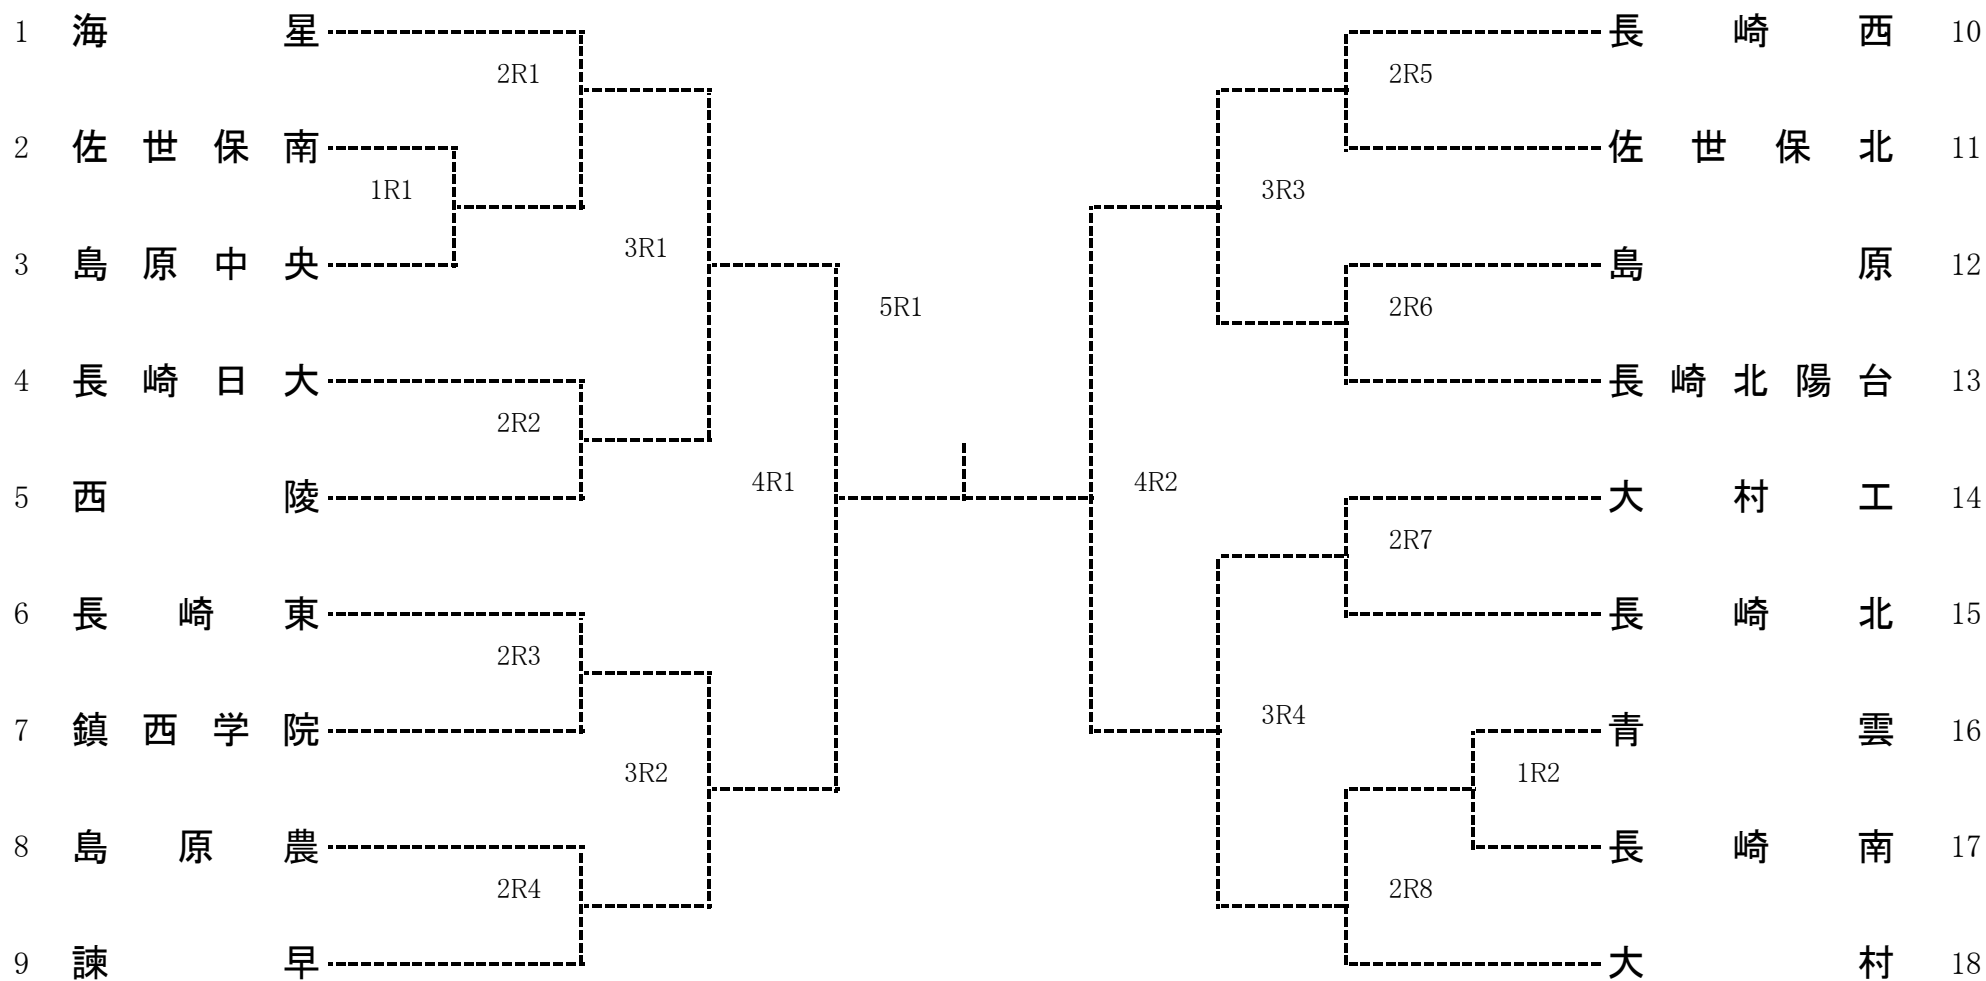 1 海星 長崎西 10
2R1 2R5
2 佐世保南 佐世保北 11
1R1 3R3
3R1
3 島原中央 島原 12
5R1 2R6
4 長崎日大 長崎北陽台 13
2R2
4R1 4R2
5 西陵 大村工 14
2R7
6 長崎東 長崎北 15
2R3
3R4
7 鎮西学院 青雲 16
3R2 1R2
8 島原農 長崎南 17
2R4 2R8
9 諫早 大村 18